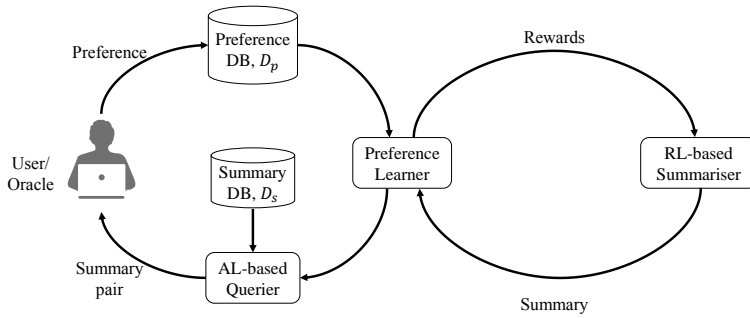 Preference
Preference
DB, D_p
Rewards
User/
Oracle
Summary
DB, D_s
Preference
Learner
RL-based
Summariser
Summary
pair
AL-based
Querier
Summary